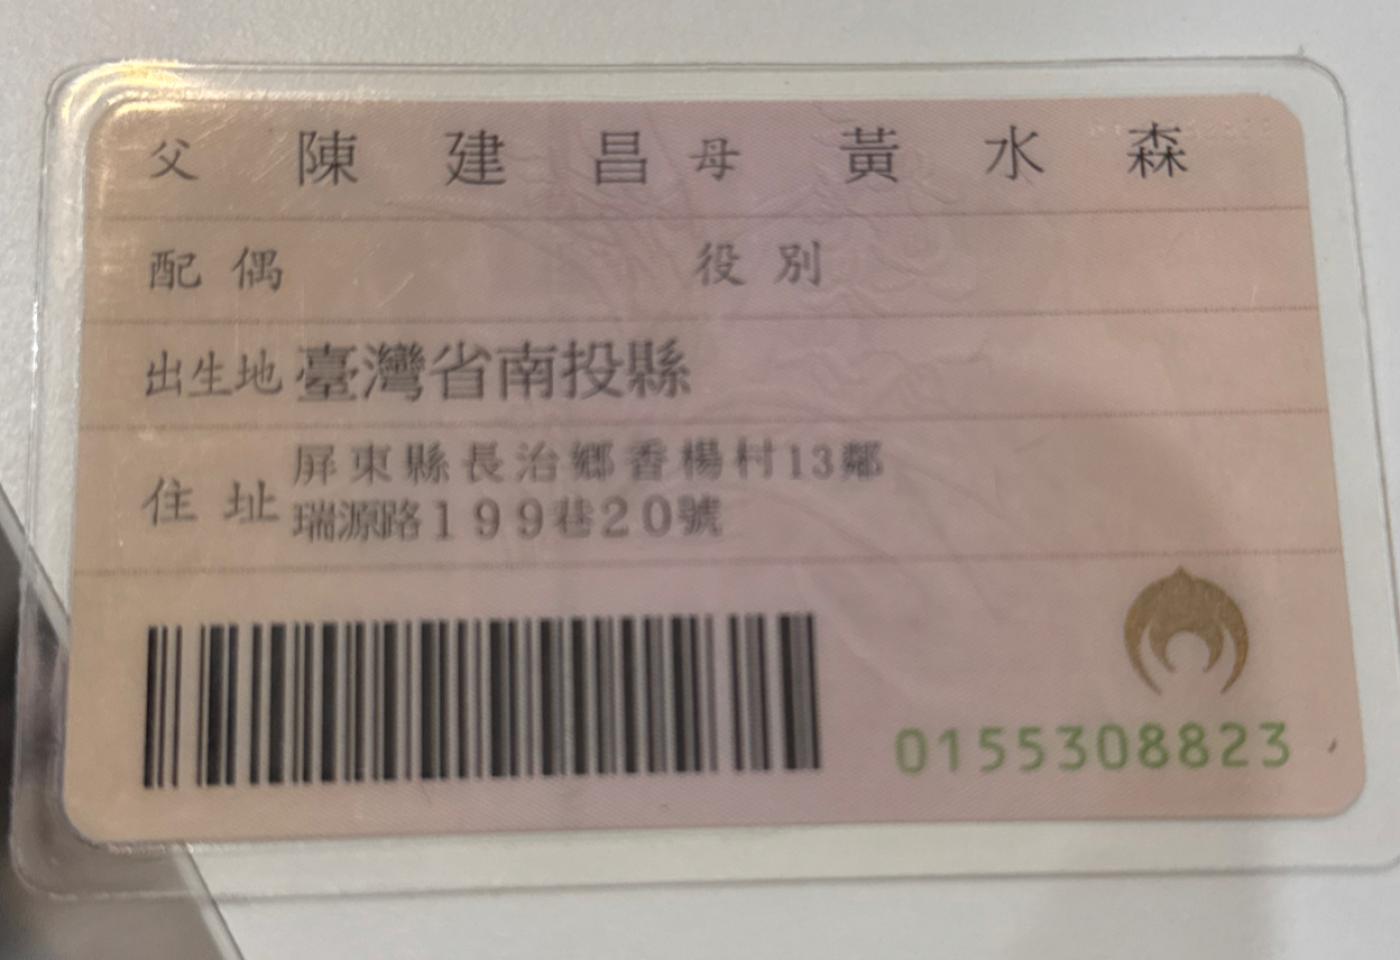 父 陳建昌 母 黃水森
配偶 役別
出生地 臺灣省南投縣
住址 屏東縣長治鄉香楊村13鄰
瑞源路199巷20號
0155308823